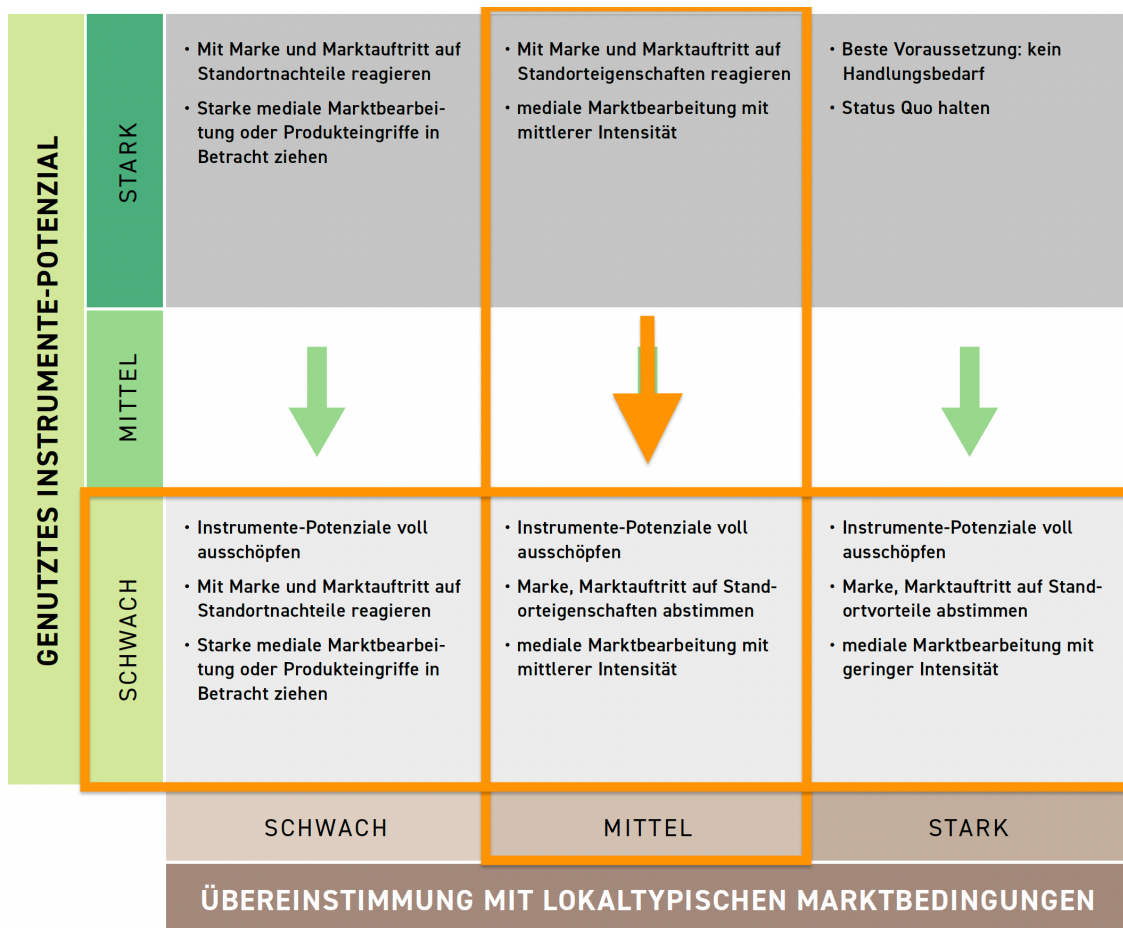 GENUTZTES INSTRUMENTE-POTENZIAL
STARK
• Mit Marke und Marktauftritt auf
Standortnachteile reagieren
• Starke mediale Marktbearbei-
tung oder Produkteingriffe in
Betracht ziehen
• Mit Marke und Marktauftritt auf
Standorteigenschaften reagieren
• mediale Marktbearbeitung mit
mittlerer Intensität
• Beste Voraussetzung: kein
Handlungsbedarf
• Status Quo halten
MITTEL
SCHWACH
• Instrumente-Potenziale voll
ausschöpfen
• Mit Marke und Marktauftritt auf
Standortnachteile reagieren
• Starke mediale Marktbearbei-
tung oder Produkteingriffe in
Betracht ziehen
• Instrumente-Potenziale voll
ausschöpfen
• Marke, Marktauftritt auf Stand-
orteigenschaften abstimmen
• mediale Marktbearbeitung mit
mittlerer Intensität
• Instrumente-Potenziale voll
ausschöpfen
• Marke, Marktauftritt auf Stand-
ortvorteile abstimmen
• mediale Marktbearbeitung mit
geringer Intensität
SCHWACH
MITTEL
STARK
ÜBEREINSTIMMUNG MIT LOKALTYPISCHEN MARKTBEDINGUNGEN